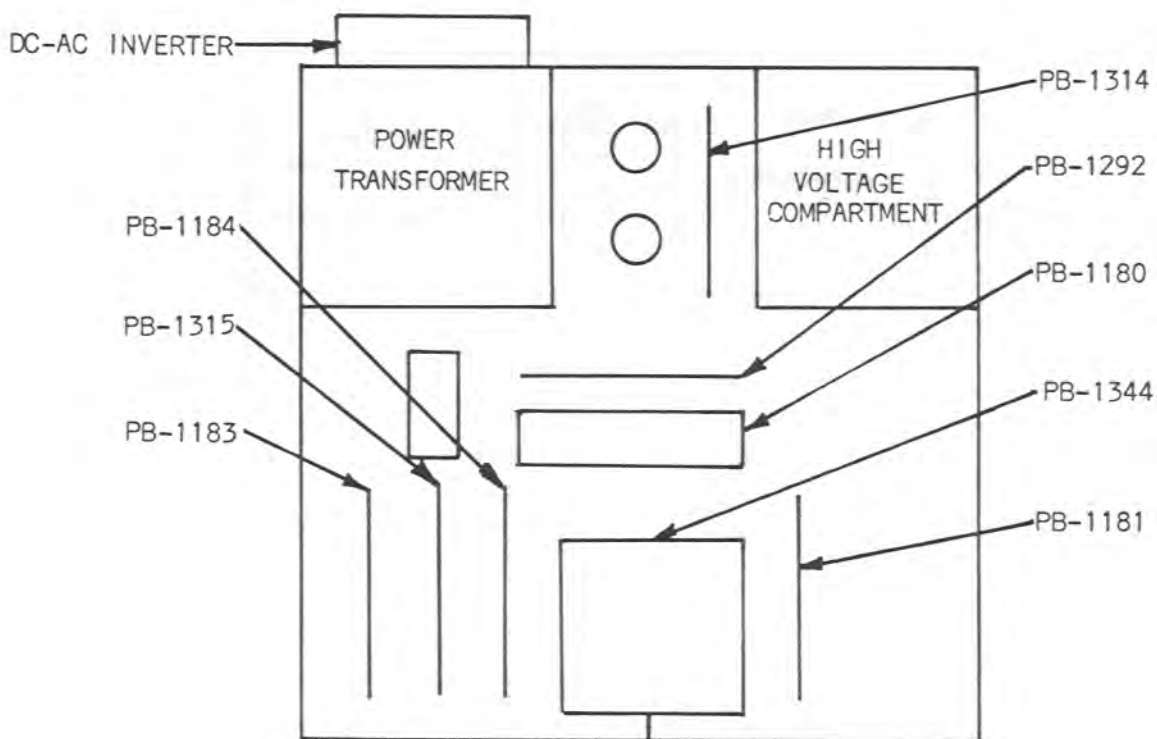 DC-AC INVERTER
POWER
TRANSFORMER
HIGH
VOLTAGE
COMPARTMENT
PB-1314
PB-1292
PB-1184
PB-1180
PB-1315
PB-1344
PB-1183
PB-1181